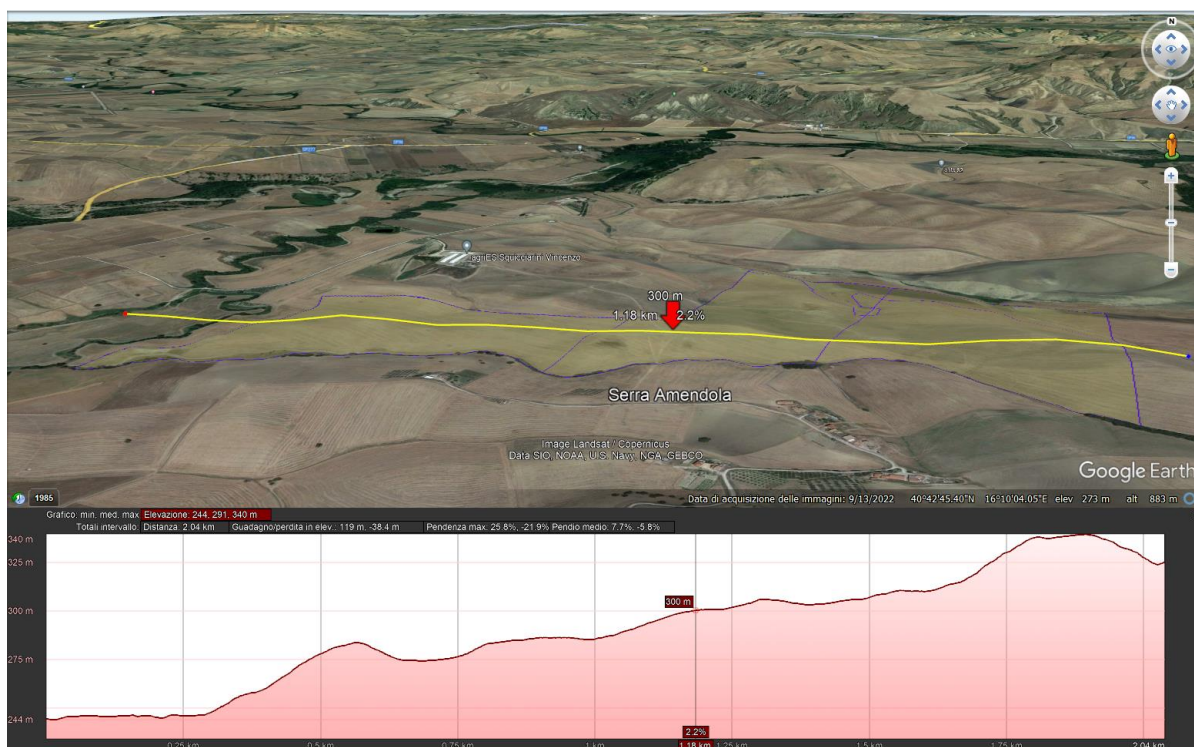 N
JagriES Squicciarini Vincenzo
300 m
1,18 km 2.2%
Serra Amendola
Image Landsat / Copernicus
Data SIO, NOAA, U.S. Navy, NGA, GEBCO
Google Earth
1985
Data di acquisizione delle immagini: 9/13/2022 40°42'45.40"N 16°10'04.05"E elev 273 m alt 883 m
Grafico: min. med. max Elevazione: 244, 291, 340 m
Totali intervallo: Distanza: 2.04 km Guadagno/perdita in elev.: 119 m, -38.4 m Pendenza max: 25.8%, -21.9% Pendio medio: 7.7%, -5.8%
340 m
325 m
300 m
300 m
275 m
244 m
2.2%
0.25 km 0.5 km 0.75 km 1 km 1.18 km 1.25 km 1.5 km 1.75 km 2.04 km